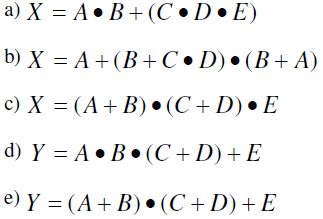 a) X = A • B + (C • D • E)
b) X = A + (B + C • D) • (B + A)
c) X = (A + B) • (C + D) • E
d) Y = A • B • (C + D) + E
e) Y = (A + B) • (C + D) + E